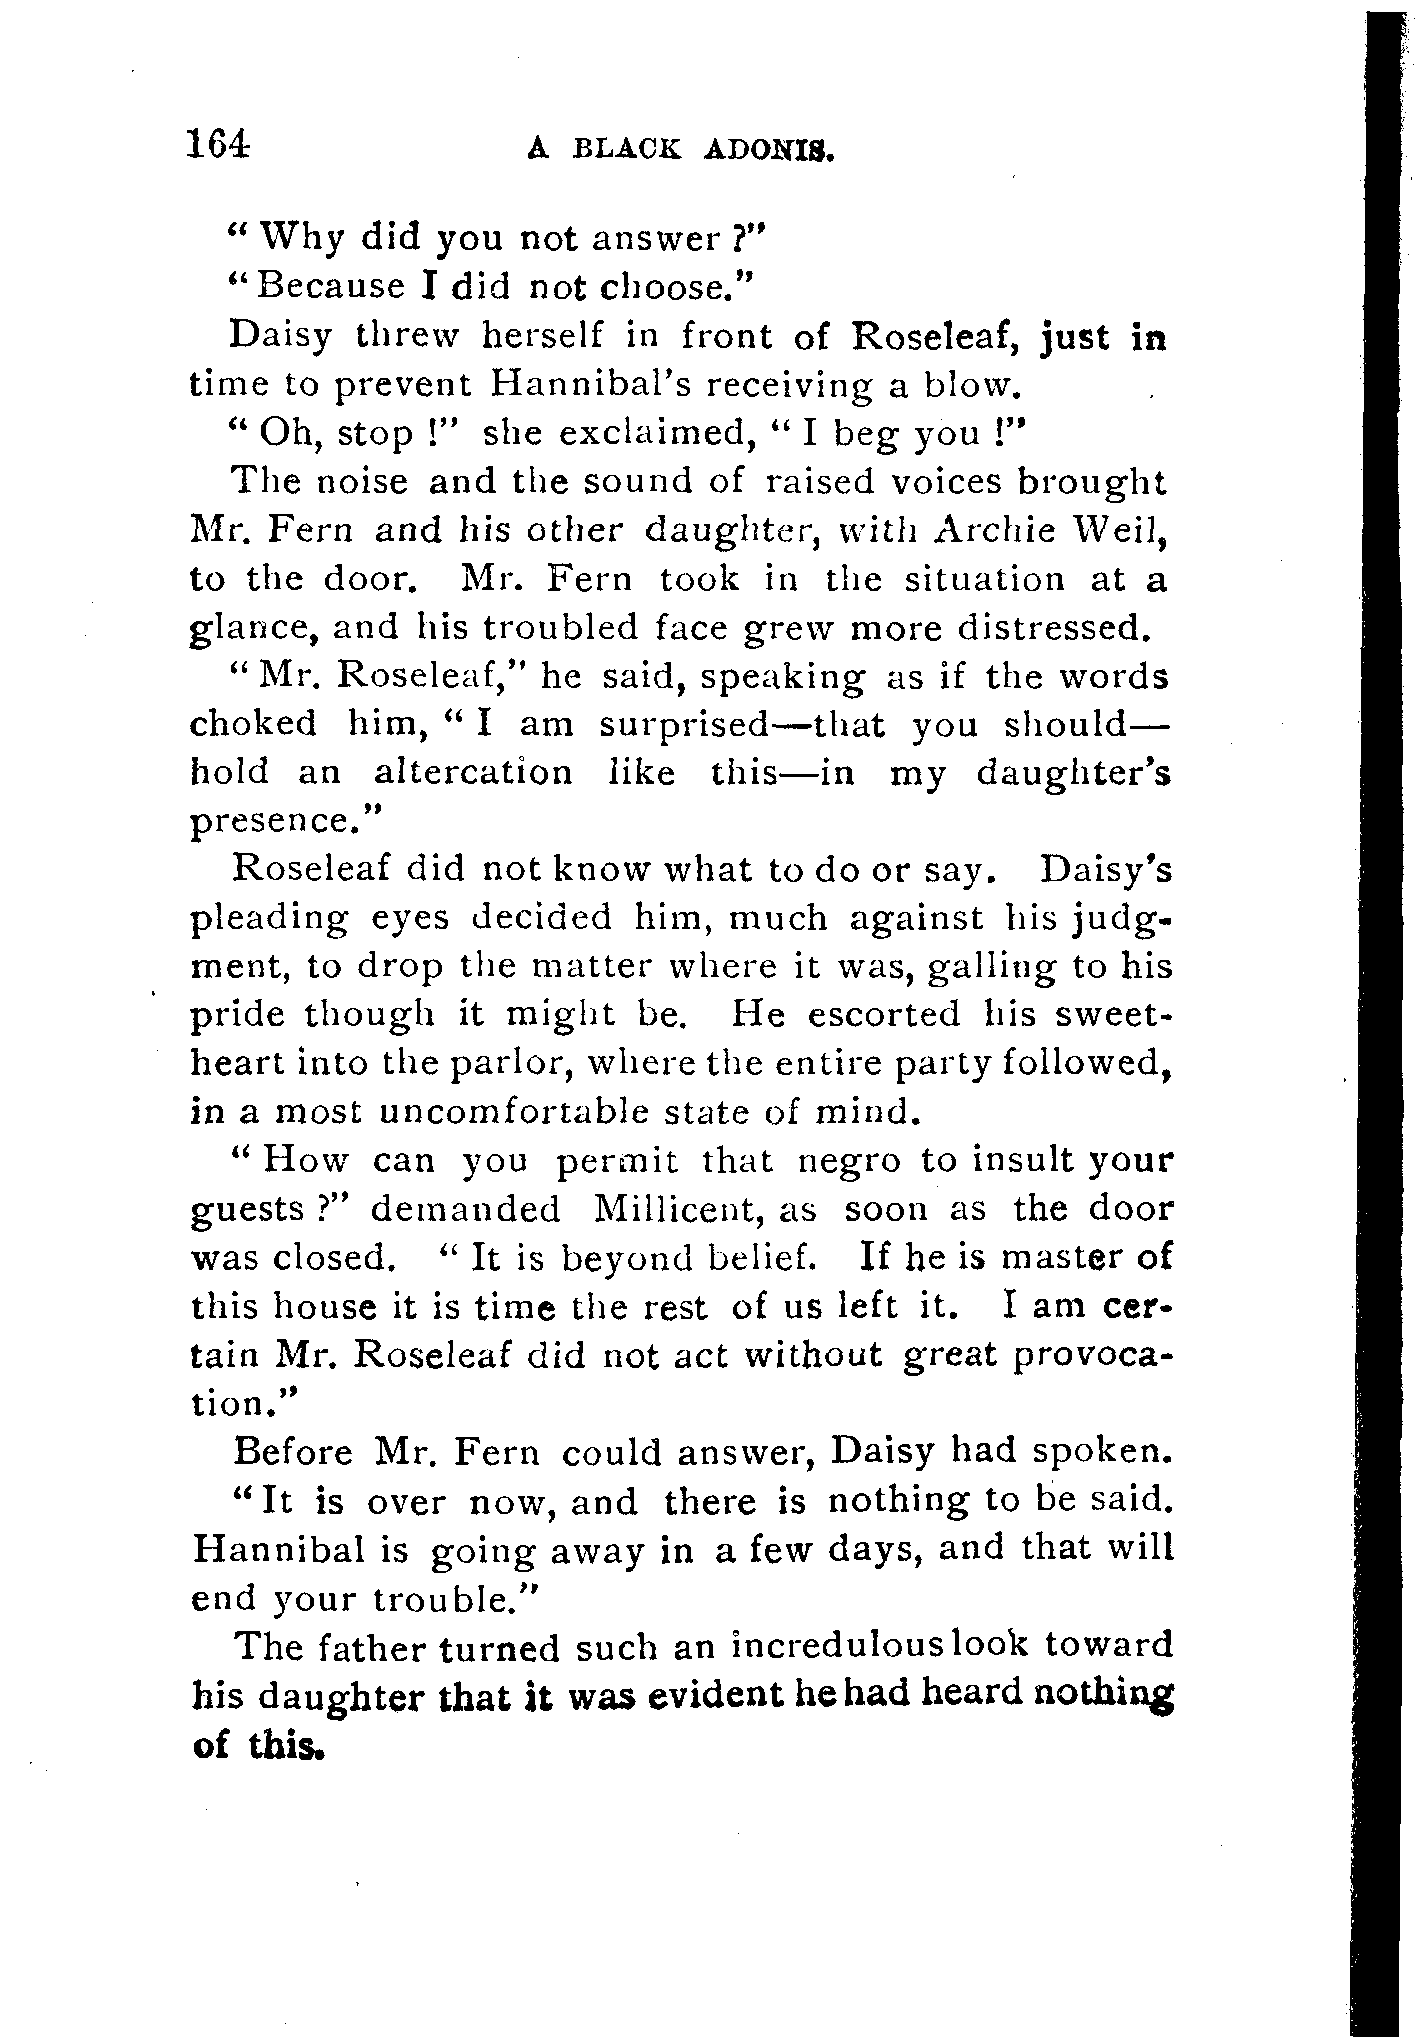 164 A BLACK ADONIS.
“ Why did you not answer ?”
“ Because I did not choose.”
Daisy threw herself in front of Roseleaf, just in
time to prevent Hannibal’s receiving a blow.
“ Oh, stop !” she exclaimed, “ I beg you !”
The noise and the sound of raised voices brought
Mr. Fern and his other daughter, with Archie Weil,
to the door. Mr. Fern took in the situation at a
glance, and his troubled face grew more distressed.
“ Mr. Roseleaf,” he said, speaking as if the words
choked him, “ I am surprised—that you should—
hold an altercation like this—in my daughter’s
presence.”
Roseleaf did not know what to do or say. Daisy’s
pleading eyes decided him, much against his judg-
ment, to drop the matter where it was, galling to his
pride though it might be. He escorted his sweet-
heart into the parlor, where the entire party followed,
in a most uncomfortable state of mind.
“ How can you permit that negro to insult your
guests ?” demanded Millicent, as soon as the door
was closed. “ It is beyond belief. If he is master of
this house it is time the rest of us left it. I am cer-
tain Mr. Roseleaf did not act without great provoca-
tion.”
Before Mr. Fern could answer, Daisy had spoken.
“ It is over now, and there is nothing to be said.
Hannibal is going away in a few days, and that will
end your trouble.”
The father turned such an incredulous look toward
his daughter that it was evident he had heard nothing
of this.